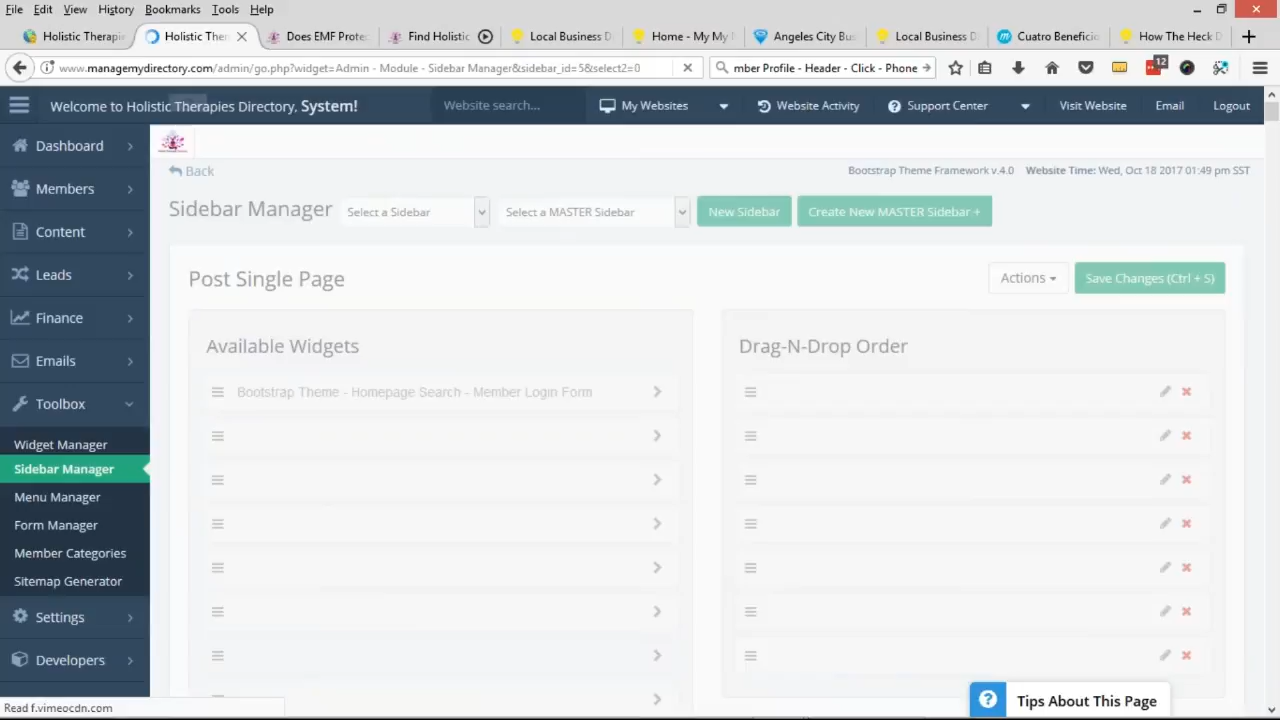 File Edit View History Bookmarks Tools Help
Holistic Therapie Holistic Ther Does EMF Prote Find Holistic Local Business D Home - My My Angeles City Bus Local Business D Cuatro Beneficio How The Heck D
www.managemydirectory.com/admin/go.php?widget=Admin - Module - Sidebar Manager&sidebar_id=5&select2=0 mber Profile - Header - Click - Phone 12
Welcome to Holistic Therapies Directory, System! Website search... My Websites Website Activity Support Center Visit Website Email Logout
Dashboard
Members
Content
Leads
Finance
Emails
Toolbox
Widget Manager
Sidebar Manager
Menu Manager
Form Manager
Member Categories
Sitemap Generator
Settings
Developers
Back Bootstrap Theme Framework v.4.0 Website Time: Wed, Oct 18 2017 01:49 pm SST
Sidebar Manager Select a Sidebar Select a MASTER Sidebar New Sidebar Create New MASTER Sidebar +
Post Single Page Actions Save Changes (Ctrl + S)
Available Widgets
Bootstrap Theme - Homepage Search - Member Login Form
Drag-N-Drop Order
Tips About This Page
Read f.vimeocdn.com